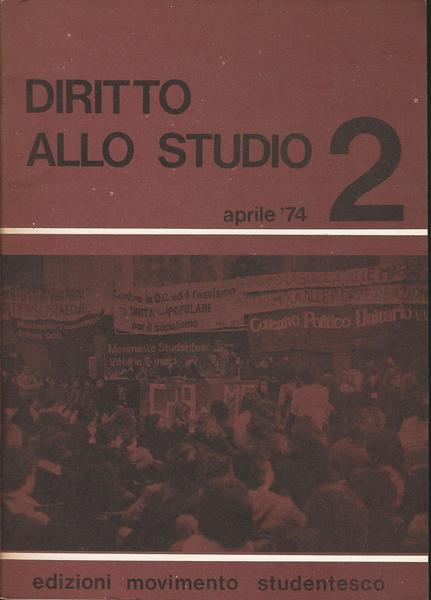 DIRITTO
ALLO STUDIO 2
aprile '74
Contro la D.C. ed il fascismo
UNITA' POPOLARE
per il socialismo
Collettivo Politico Unitario
Movimento Studentesco
edizioni movimento studentesco